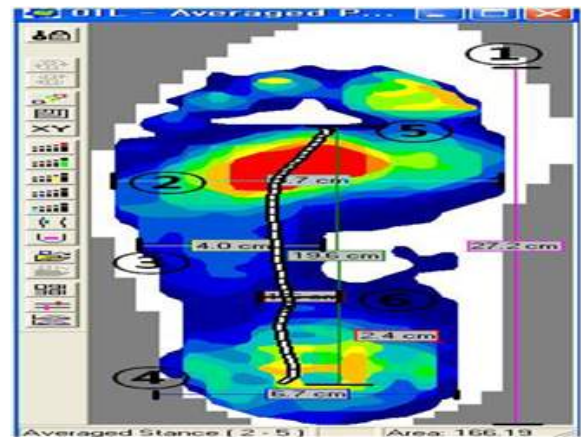 OTL - Averaged P...
1
5
2
.7 cm
4.0 cm
19.6 cm
27.2 cm
3
6
2.4 cm
4
6.7 cm
XY
Averaged Stance ( 2 - 5 )
Area: 166.19